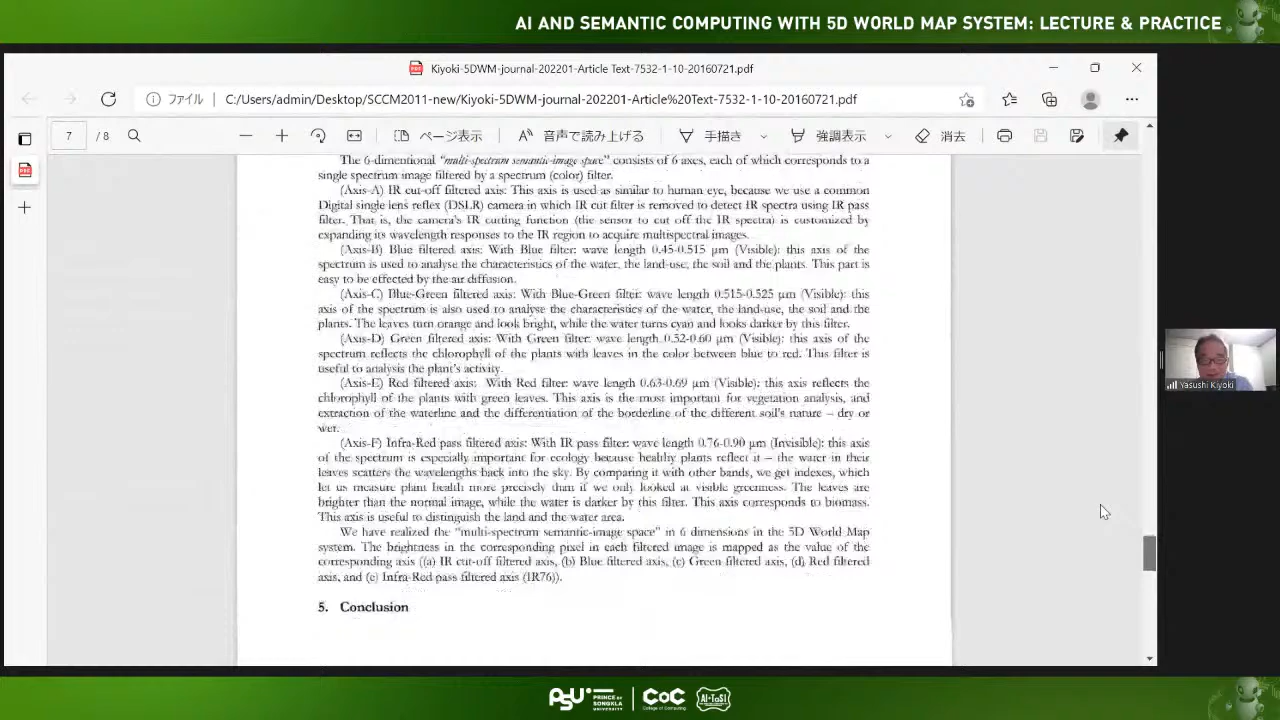 AI AND SEMANTIC COMPUTING WITH 5D WORLD MAP SYSTEM: LECTURE & PRACTICE
Kiyoki-5DWM-journal-202201-Article Text-7532-1-10-20160721.pdf
ファイル C:/Users/admin/Desktop/SCCM2011-new/Kiyoki-5DWM-journal-202201-Article%20Text-7532-1-10-20160721.pdf
7 / 8 ページ表示 音声で読み上げる 手描き 強調表示 消去
The 6-dimentional "multi-spectrum semantic-image space" consists of 6 axes, each of which corresponds to a
single spectrum image filtered by a spectrum (color) filter.
(Axis-A) IR cut-off filtered axis: This axis is used as similar to human eye, because we use a common
Digital single lens reflex (DSLR) camera in which IR cut filter is removed to detect IR spectra using IR pass
filter. That is, the camera's IR cutting function (the sensor to cut off the IR spectra) is customized by
expanding its wavelength responses to the IR region to acquire multispectral images.
(Axis-B) Blue filtered axis: With Blue filter: wave length 0.45-0.515 μm (Visible): this axis of the
spectrum is used to analyse the characteristics of the water, the land-use, the soil and the plants. This part is
easy to be effected by the air diffusion.
(Axis-C) Blue-Green filtered axis: With Blue-Green filter: wave length 0.515-0.525 μm (Visible): this
axis of the spectrum is also used to analyse the characteristics of the water, the land-use, the soil and the
plants. The leaves turn orange and look bright, while the water turns cyan and looks darker by this filter.
(Axis-D) Green filtered axis: With Green filter: wave length 0.52-0.60 μm (Visible): this axis of the
spectrum reflects the chlorophyll of the plants with leaves in the color between blue to red. This filter is
useful to analysis the plant's activity.
(Axis-E) Red filtered axis: With Red filter: wave length 0.63-0.69 μm (Visible): this axis reflects the
chlorophyll of the plants with green leaves. This axis is the most important for vegetation analysis, and
extraction of the waterline and the differentiation of the borderline of the different soil's nature – dry or
wet.
(Axis-F) Infra-Red pass filtered axis: With IR pass filter: wave length 0.76-0.90 μm (Invisible): this axis
of the spectrum is especially important for ecology because healthy plants reflect it – the water in their
leaves scatters the wavelengths back into the sky. By comparing it with other bands, we get indexes, which
let us measure plant health more precisely than if we only looked at visible greenness. The leaves are
brighter than the normal image, while the water is darker by this filter. This axis corresponds to biomass.
This axis is useful to distinguish the land and the water area.
We have realized the "multi-spectrum semantic-image space" in 6 dimensions in the 5D World Map
system. The brightness in the corresponding pixel in each filtered image is mapped as the value of the
corresponding axis ((a) IR cut-off filtered axis, (b) Blue filtered axis, (c) Green filtered axis, (d) Red filtered
axis, and (e) Infra-Red pass filtered axis (IR76)).
5. Conclusion
Yasushi Kiyoki
PSU PRINCE OF SONGKLA UNIVERSITY CoC College of Computing AI-TaSI